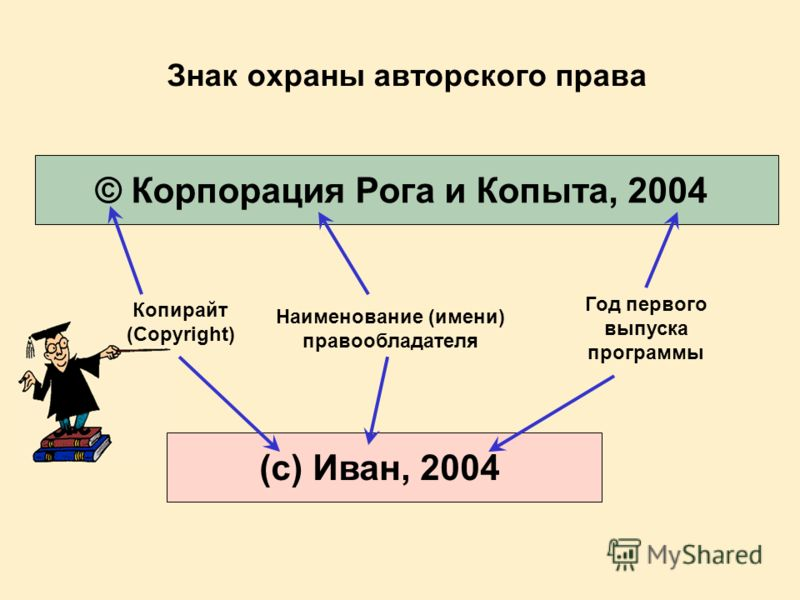 Знак охраны авторского права
© Корпорация Рога и Копыта, 2004
Копирайт
(Copyright)
Наименование (имени)
правообладателя
Год первого
выпуска
программы
(c) Иван, 2004
MyShared